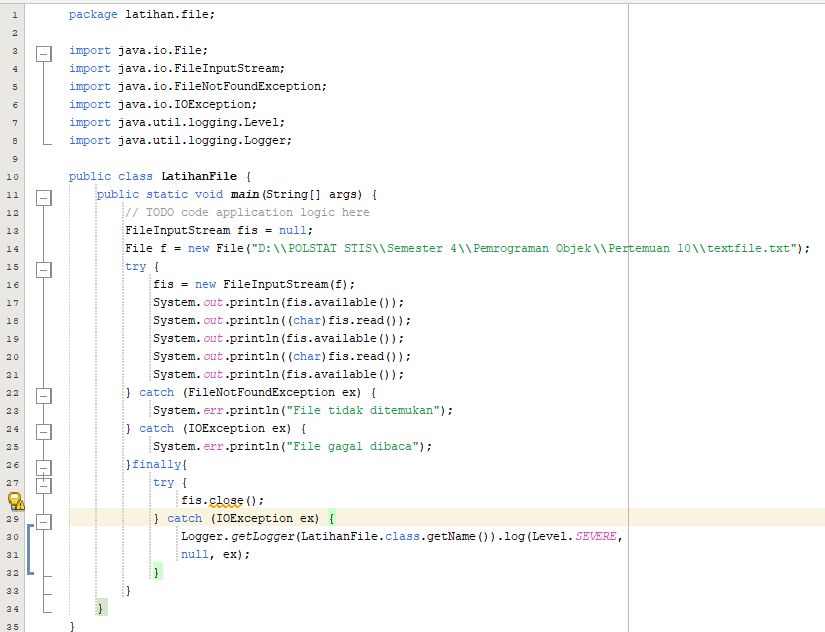 1 package latihan.file;
2
3 import java.io.File;
4 import java.io.FileInputStream;
5 import java.io.FileNotFoundException;
6 import java.io.IOException;
7 import java.util.logging.Level;
8 import java.util.logging.Logger;
9
10 public class LatihanFile {
11 public static void main(String[] args) {
12 // TODO code application logic here
13 FileInputStream fis = null;
14 File f = new File("D:\\POLSTAT STIS\\Semester 4\\Pemrograman Objek\\Pertemuan 10\\textfile.txt");
15 try {
16 fis = new FileInputStream(f);
17 System.out.println(fis.available());
18 System.out.println((char)fis.read());
19 System.out.println(fis.available());
20 System.out.println((char)fis.read());
21 System.out.println(fis.available());
22 } catch (FileNotFoundException ex) {
23 System.err.println("File tidak ditemukan");
24 } catch (IOException ex) {
25 System.err.println("File gagal dibaca");
26 }finally{
27 try {
fis.close();
29 } catch (IOException ex) {
30 Logger.getLogger(LatihanFile.class.getName()).log(Level.SEVERE,
31 null, ex);
32 }
33 }
34 }
35 }